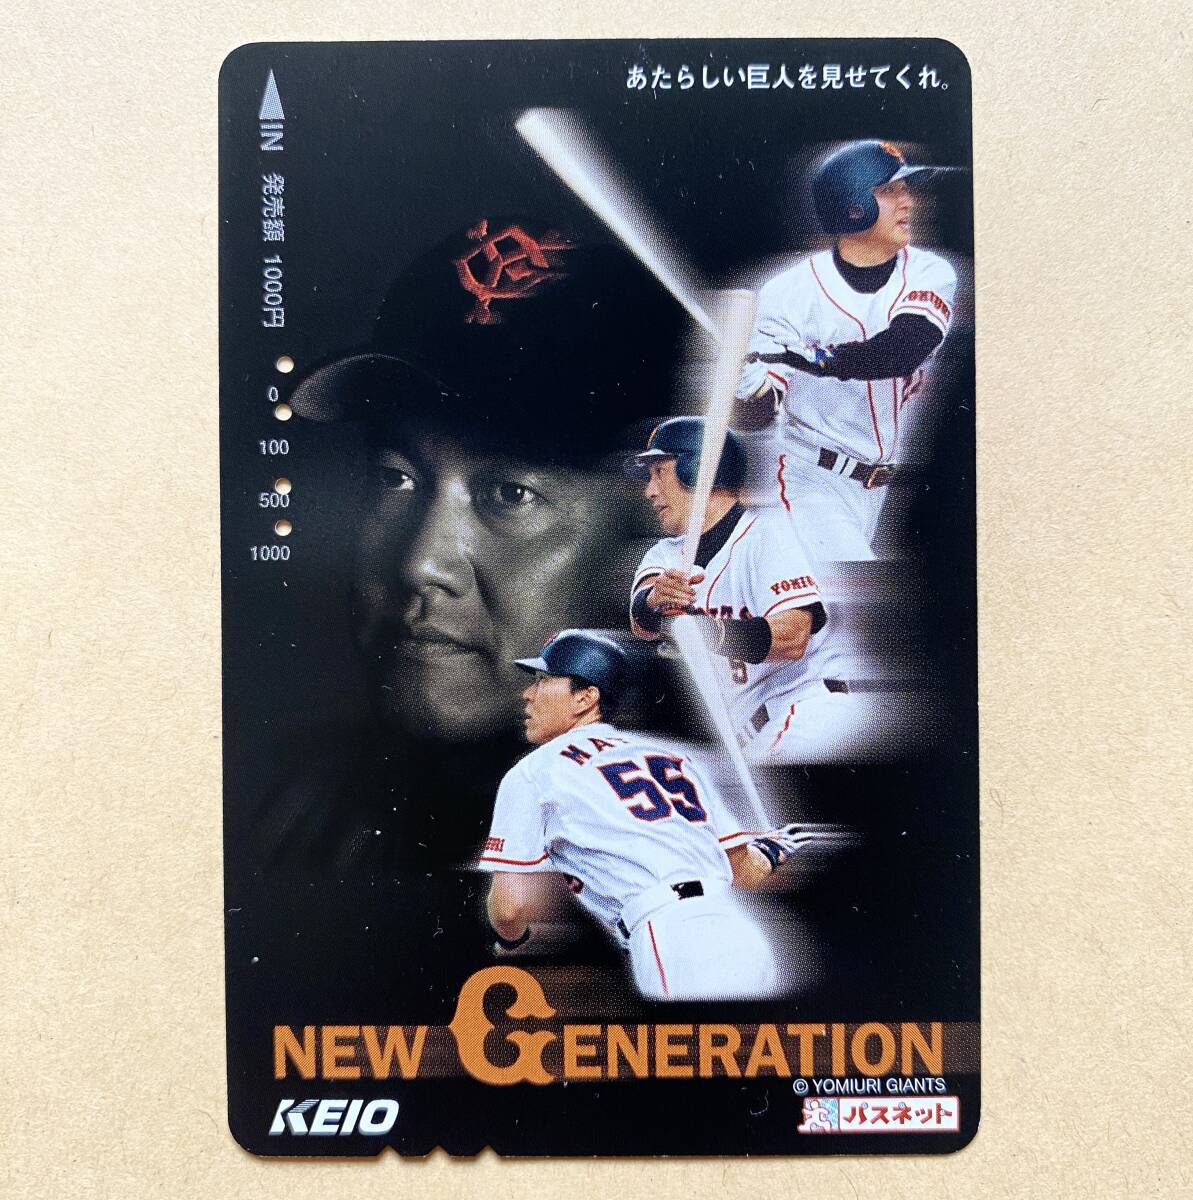 あたらしい巨人を見せてくれ。
IN 発売額 1000円
0
100
500
1000
YOMIURI
55
NEW GENERATION
© YOMIURI GIANTS
KEIO
パスネット